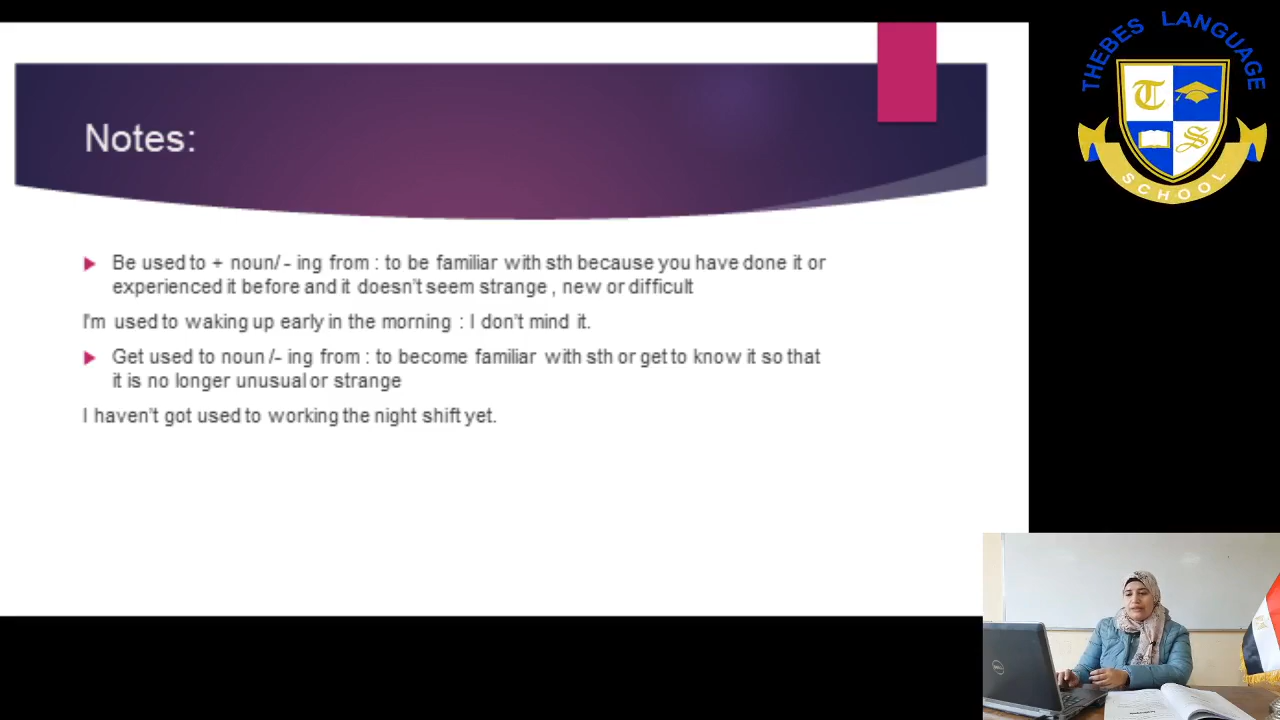 THEBES LANGUAGE
T
S
SCHOOL
Notes:
Be used to + noun/ - ing from : to be familiar with sth because you have done it or
experienced it before and it doesn't seem strange , new or difficult
I'm used to waking up early in the morning : I don't mind it.
Get used to noun /- ing from : to become familiar with sth or get to know it so that
it is no longer unusual or strange
I haven't got used to working the night shift yet.
DELL